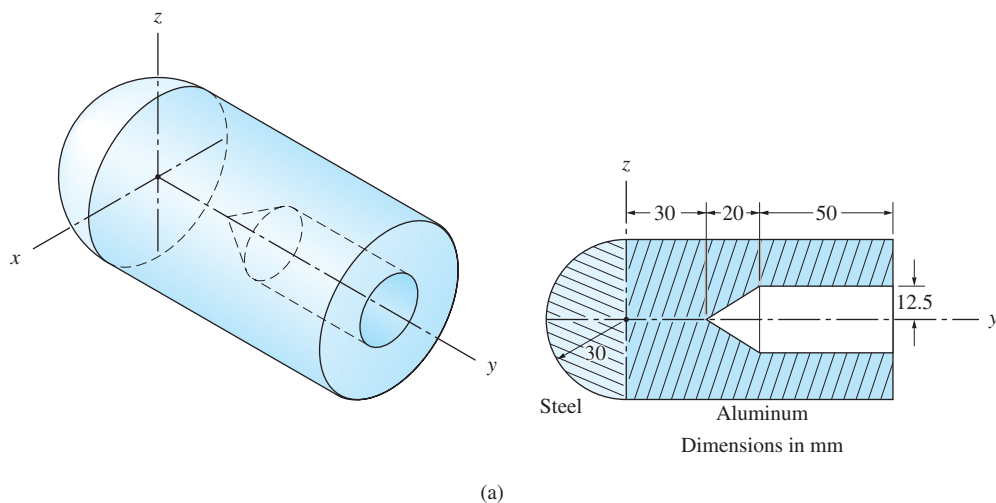 z
x
y
z
30
20
50
12.5
y
30
Steel
Aluminum
Dimensions in mm
(a)